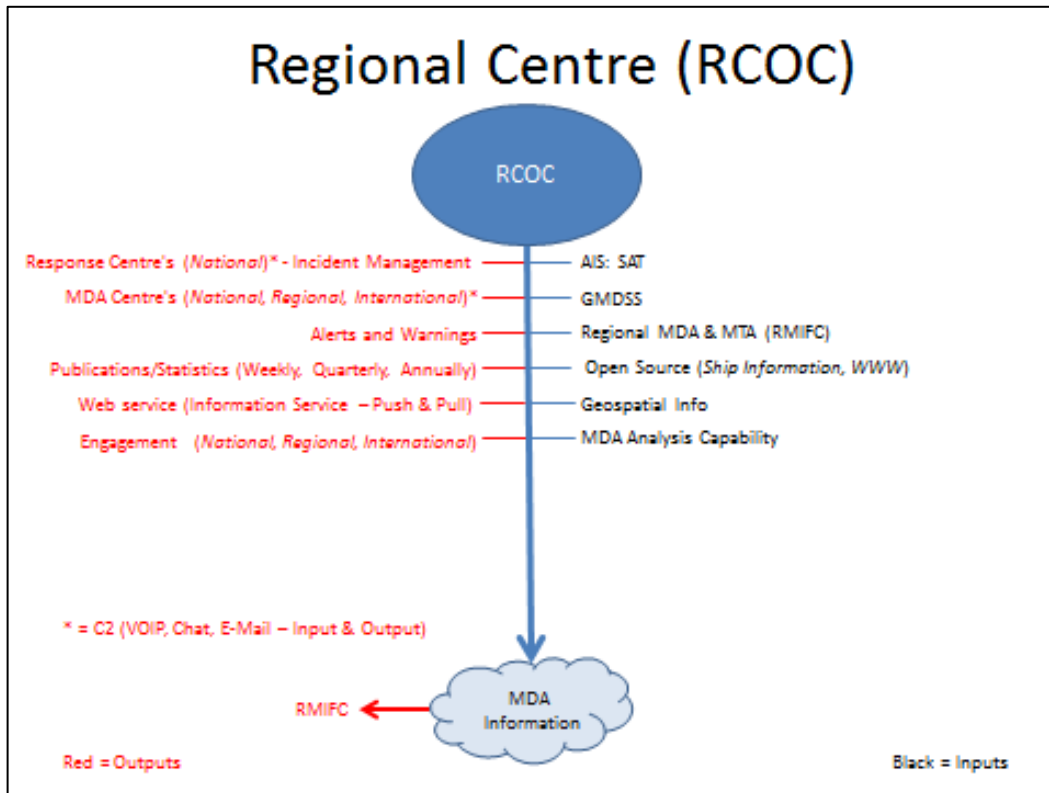 Regional Centre (RCOC)
RCOC
Response Centre's (National)* - Incident Management
AIS: SAT
MDA Centre's (National, Regional, International)*
GMDSS
Alerts and Warnings
Regional MDA & MTA (RMIFC)
Publications/Statistics (Weekly, Quarterly, Annually)
Open Source (Ship Information, WWW)
Web service (Information Service – Push & Pull)
Geospatial Info
Engagement (National, Regional, International)
MDA Analysis Capability
* = C2 (VOIP, Chat, E-Mail – Input & Output)
MDA
Information
RMIFC
Red = Outputs
Black = Inputs